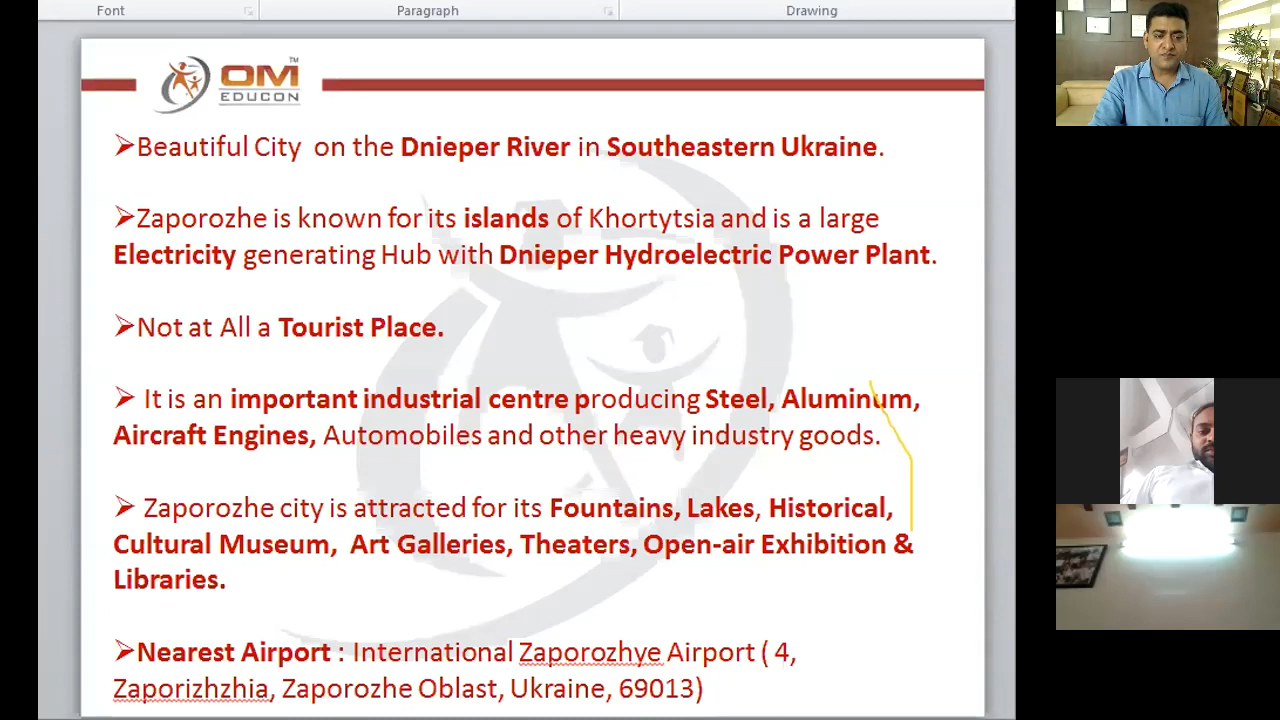 Font Paragraph Drawing
OM TM
EDUCON
➢Beautiful City on the Dnieper River in Southeastern Ukraine.
➢Zaporozhe is known for its islands of Khortytsia and is a large
Electricity generating Hub with Dnieper Hydroelectric Power Plant.
➢Not at All a Tourist Place.
➢ It is an important industrial centre producing Steel, Aluminum,
Aircraft Engines, Automobiles and other heavy industry goods.
➢ Zaporozhe city is attracted for its Fountains, Lakes, Historical,
Cultural Museum, Art Galleries, Theaters, Open-air Exhibition &
Libraries.
➢Nearest Airport : International Zaporozhye Airport ( 4,
Zaporizhzhia, Zaporozhe Oblast, Ukraine, 69013)